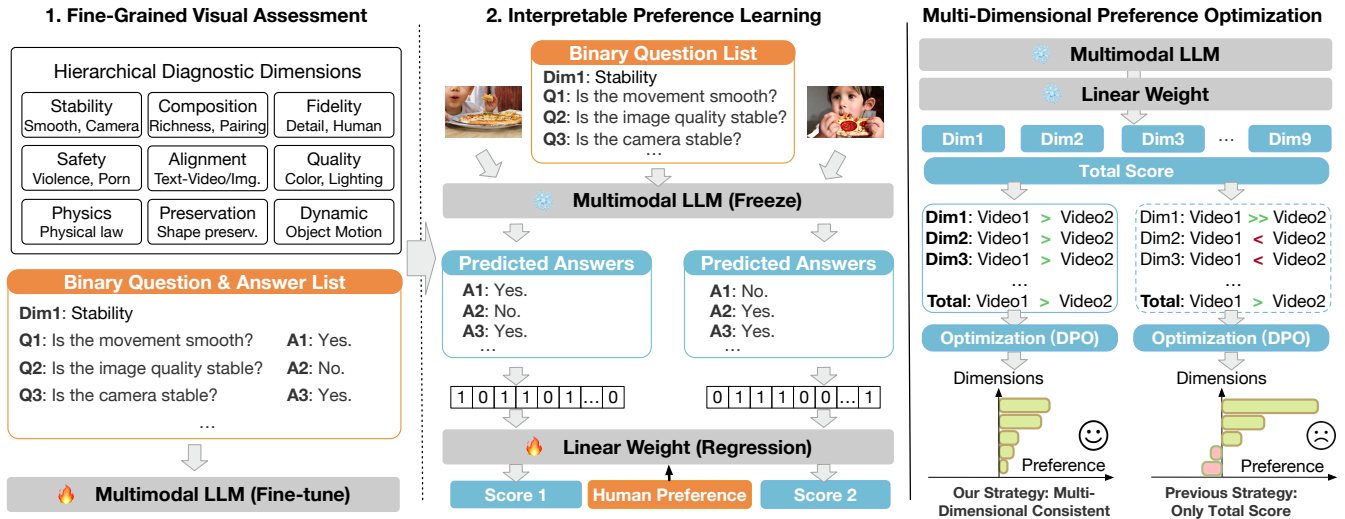 1. Fine-Grained Visual Assessment
Hierarchical Diagnostic Dimensions
Stability
Smooth, Camera
Composition
Richness, Pairing
Fidelity
Detail, Human
Safety
Violence, Porn
Alignment
Text-Video/Img.
Quality
Color, Lighting
Physics
Physical law
Preservation
Shape preserv.
Dynamic
Object Motion
Binary Question & Answer List
Dim1: Stability
Q1: Is the movement smooth? A1: Yes.
Q2: Is the image quality stable? A2: No.
Q3: Is the camera stable? A3: Yes.
...
Multimodal LLM (Fine-tune)
2. Interpretable Preference Learning
Binary Question List
Dim1: Stability
Q1: Is the movement smooth?
Q2: Is the image quality stable?
Q3: Is the camera stable?
...
Multimodal LLM (Freeze)
Predicted Answers
A1: Yes.
A2: No.
A3: Yes.
...
Predicted Answers
A1: No.
A2: Yes.
A3: Yes.
...
1 0 1 1 0 1 ... 0
0 1 1 1 0 0 ... 1
Linear Weight (Regression)
Score 1
Human Preference
Score 2
Multi-Dimensional Preference Optimization
Multimodal LLM
Linear Weight
Dim1 Dim2 Dim3 ... Dim9
Total Score
Dim1: Video1 > Video2
Dim2: Video1 > Video2
Dim3: Video1 > Video2
...
Total: Video1 > Video2
Optimization (DPO)
Dimensions
Preference
Our Strategy: Multi-
Dimensional Consistent
Dim1: Video1 >> Video2
Dim2: Video1 < Video2
Dim3: Video1 < Video2
...
Total: Video1 > Video2
Optimization (DPO)
Dimensions
Preference
Previous Strategy:
Only Total Score